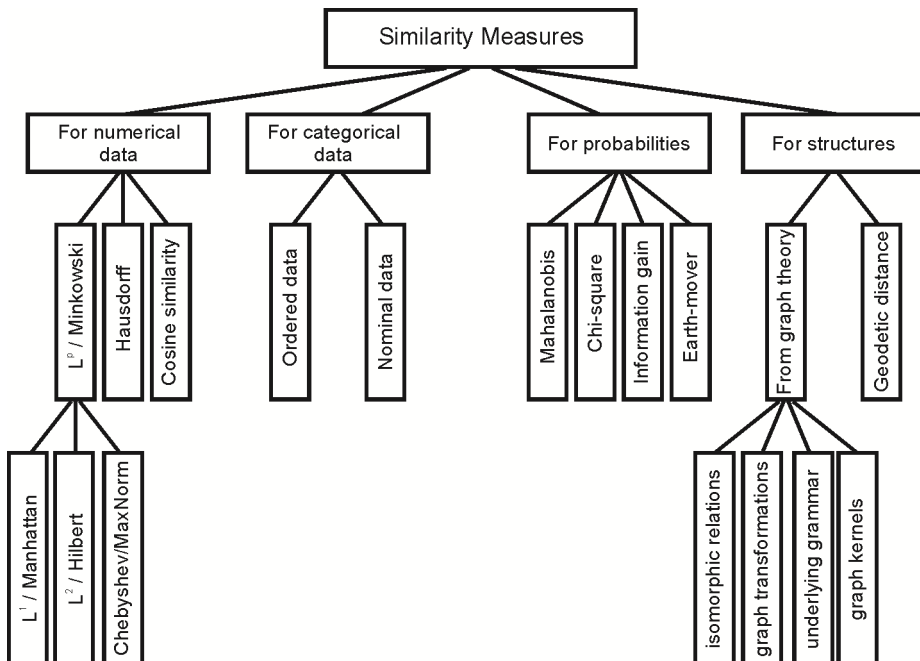 Similarity Measures
For numerical
data
For categorical
data
For probabilities
For structures
Lᵖ / Minkowski
Hausdorff
Cosine similarity
Ordered data
Nominal data
Mahalanobis
Chi-square
Information gain
Earth-mover
From graph theory
Geodetic distance
L¹ / Manhattan
L² / Hilbert
Chebyshev/MaxNorm
isomorphic relations
graph transformations
underlying grammar
graph kernels